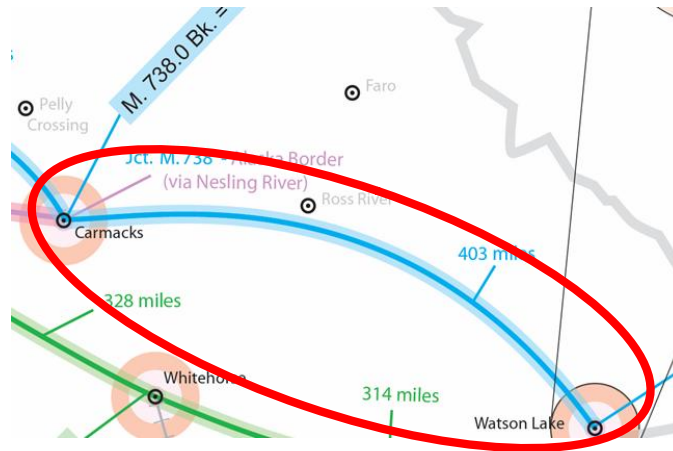 M. 738.0 Bk. =
Faro
Pelly
Crossing
Jct. M.738 - Alaska Border
(via Nesling River)
Ross River
Carmacks
403 miles
328 miles
Whitehorse
314 miles
Watson Lake